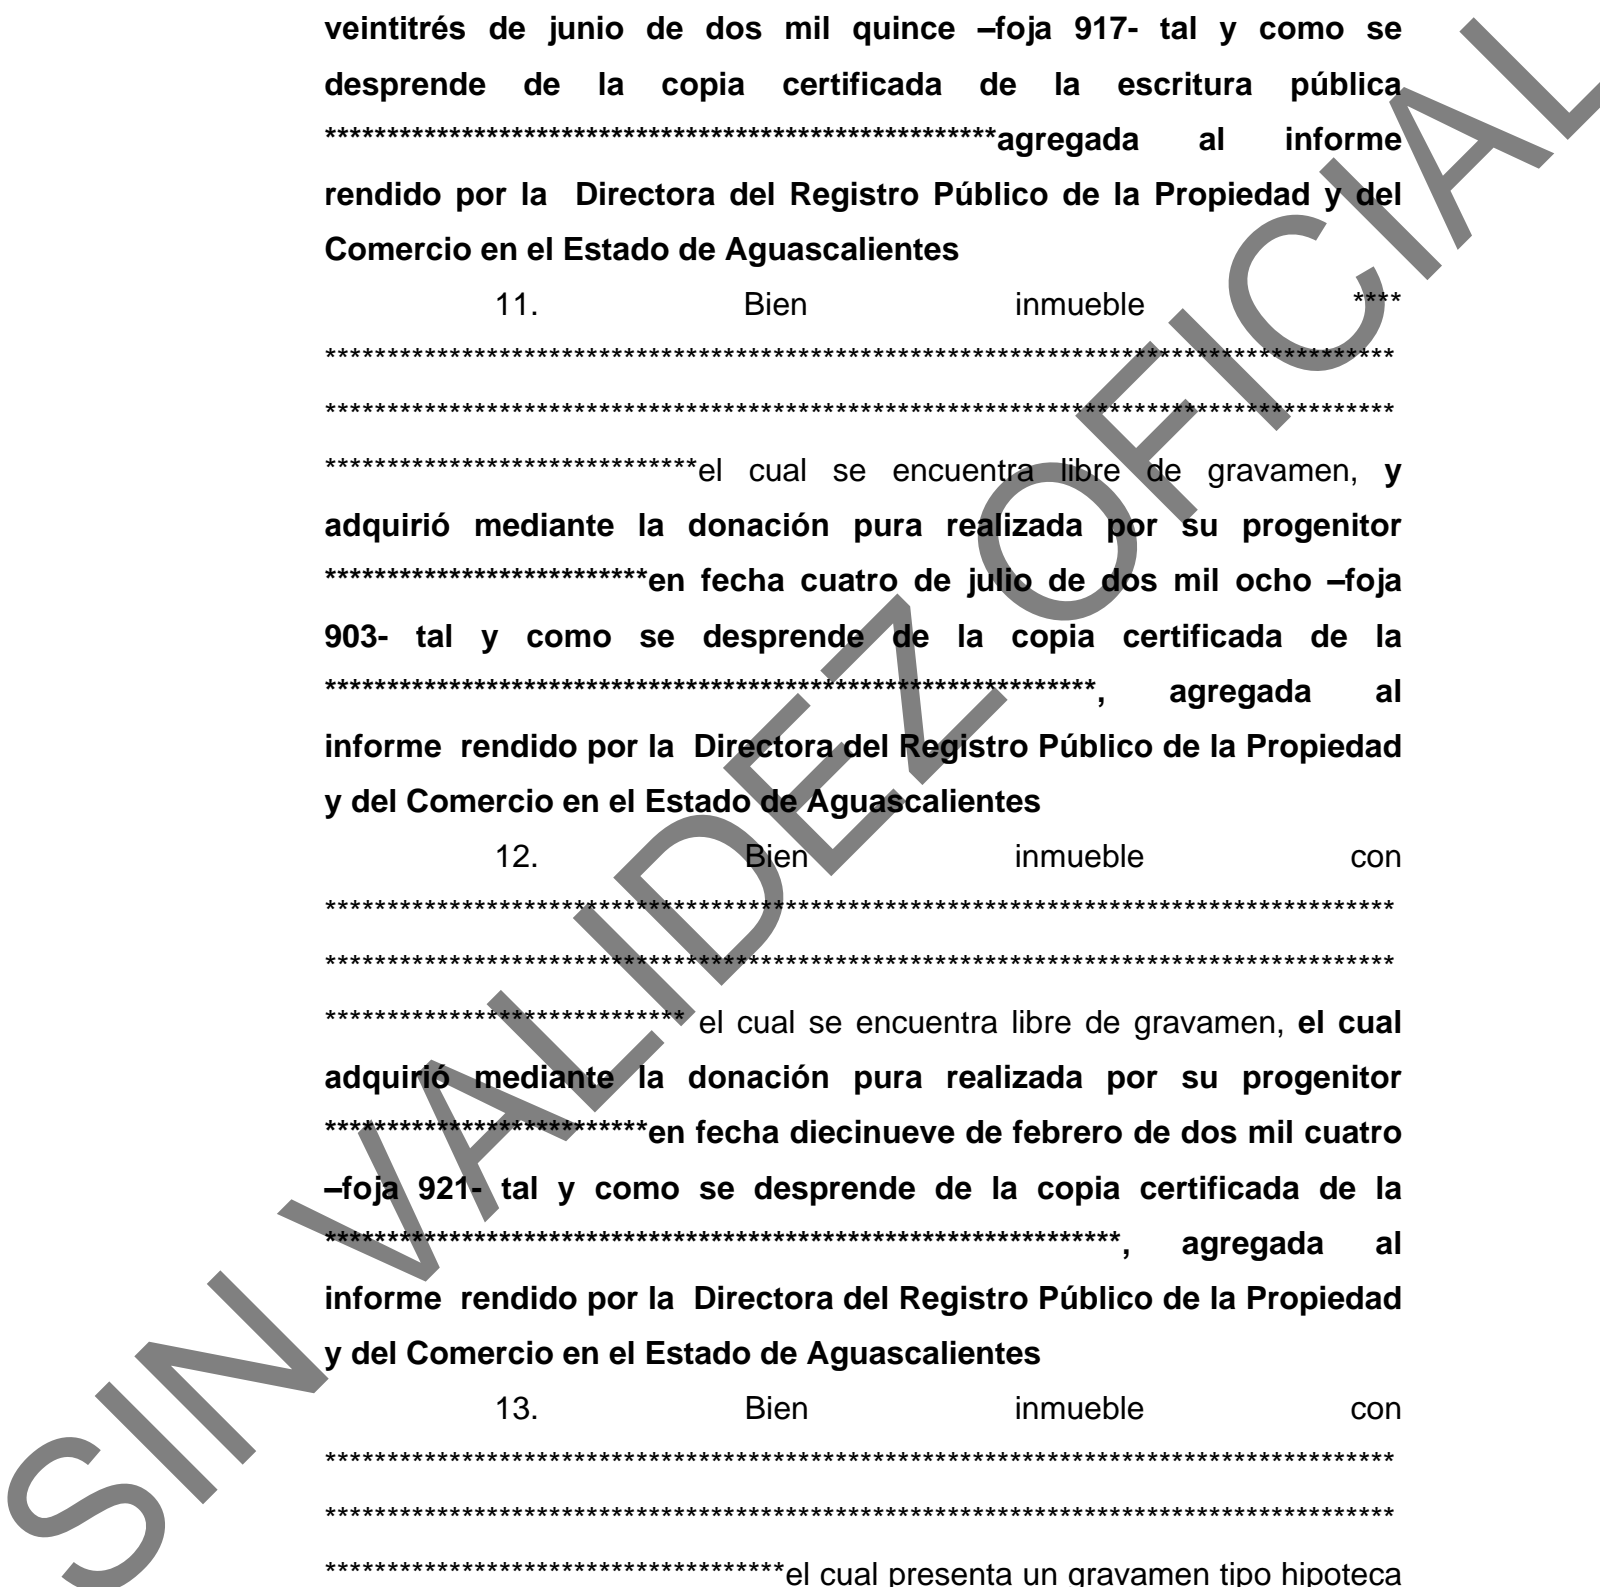 veintitrés de junio de dos mil quince –foja 917- tal y como se
desprende de la copia certificada de la escritura pública
******************************************************agregada al informe
rendido por la Directora del Registro Público de la Propiedad y del
Comercio en el Estado de Aguascalientes
11. Bien inmueble ****
**************************************************************************************
**************************************************************************************
******************************el cual se encuentra libre de gravamen, y
adquirió mediante la donación pura realizada por su progenitor
**************************en fecha cuatro de julio de dos mil ocho –foja
903- tal y como se desprende de la copia certificada de la
**************************************************************, agregada al
informe rendido por la Directora del Registro Público de la Propiedad
y del Comercio en el Estado de Aguascalientes
12. Bien inmueble con
**************************************************************************************
**************************************************************************************
***************************** el cual se encuentra libre de gravamen, el cual
adquirió mediante la donación pura realizada por su progenitor
**************************en fecha diecinueve de febrero de dos mil cuatro
–foja 921- tal y como se desprende de la copia certificada de la
****************************************************************, agregada al
informe rendido por la Directora del Registro Público de la Propiedad
y del Comercio en el Estado de Aguascalientes
13. Bien inmueble con
**************************************************************************************
**************************************************************************************
*************************************el cual presenta un gravamen tipo hipoteca
SIN VALIDEZ OFICIAL